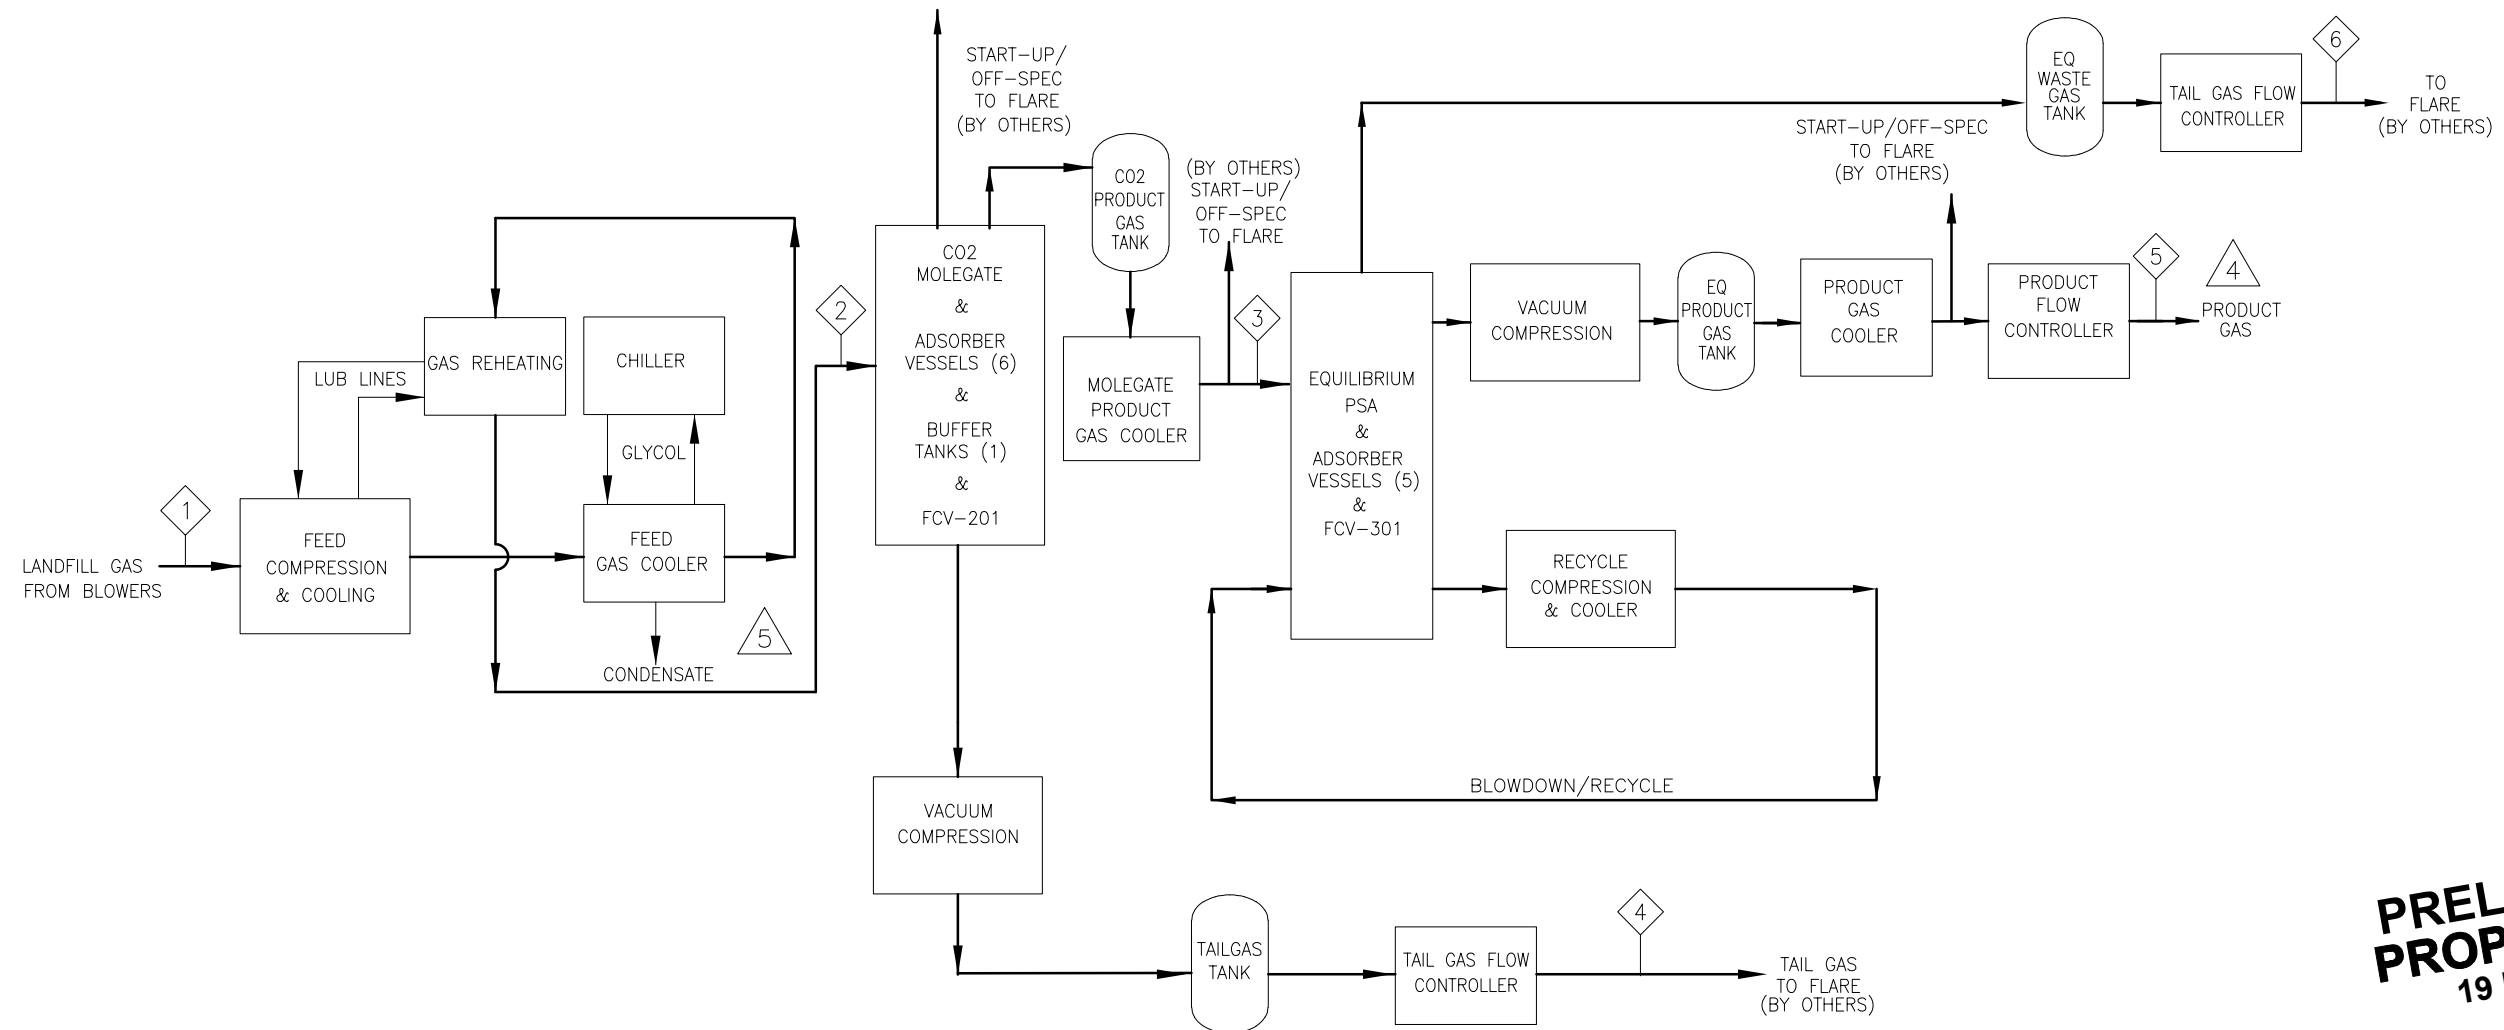 START-UP/
OFF-SPEC
TO FLARE
(BY OTHERS)
EQ
WASTE
GAS
TANK
TAIL GAS FLOW
CONTROLLER
6
TO
FLARE
(BY OTHERS)
START-UP/OFF-SPEC
TO FLARE
(BY OTHERS)
CO2
PRODUCT
GAS
TANK
(BY OTHERS)
START-UP/
OFF-SPEC
TO FLARE
CO2
MOLEGATE
&
ADSORBER
VESSELS (6)
&
BUFFER
TANKS (1)
&
FCV-201
2
3
GAS REHEATING
CHILLER
LUB LINES
GLYCOL
MOLEGATE
PRODUCT
GAS COOLER
EQUILIBRIUM
PSA
&
ADSORBER
VESSELS (5)
&
FCV-301
VACUUM
COMPRESSION
EQ
PRODUCT
GAS
TANK
PRODUCT
GAS
COOLER
PRODUCT
FLOW
CONTROLLER
5
4
PRODUCT
GAS
1
LANDFILL GAS
FROM BLOWERS
FEED
COMPRESSION
& COOLING
FEED
GAS COOLER
CONDENSATE
5
RECYCLE
COMPRESSION
& COOLER
BLOWDOWN/RECYCLE
VACUUM
COMPRESSION
TAILGAS
TANK
TAIL GAS FLOW
CONTROLLER
4
TAIL GAS
TO FLARE
(BY OTHERS)
PREL
PROP
19